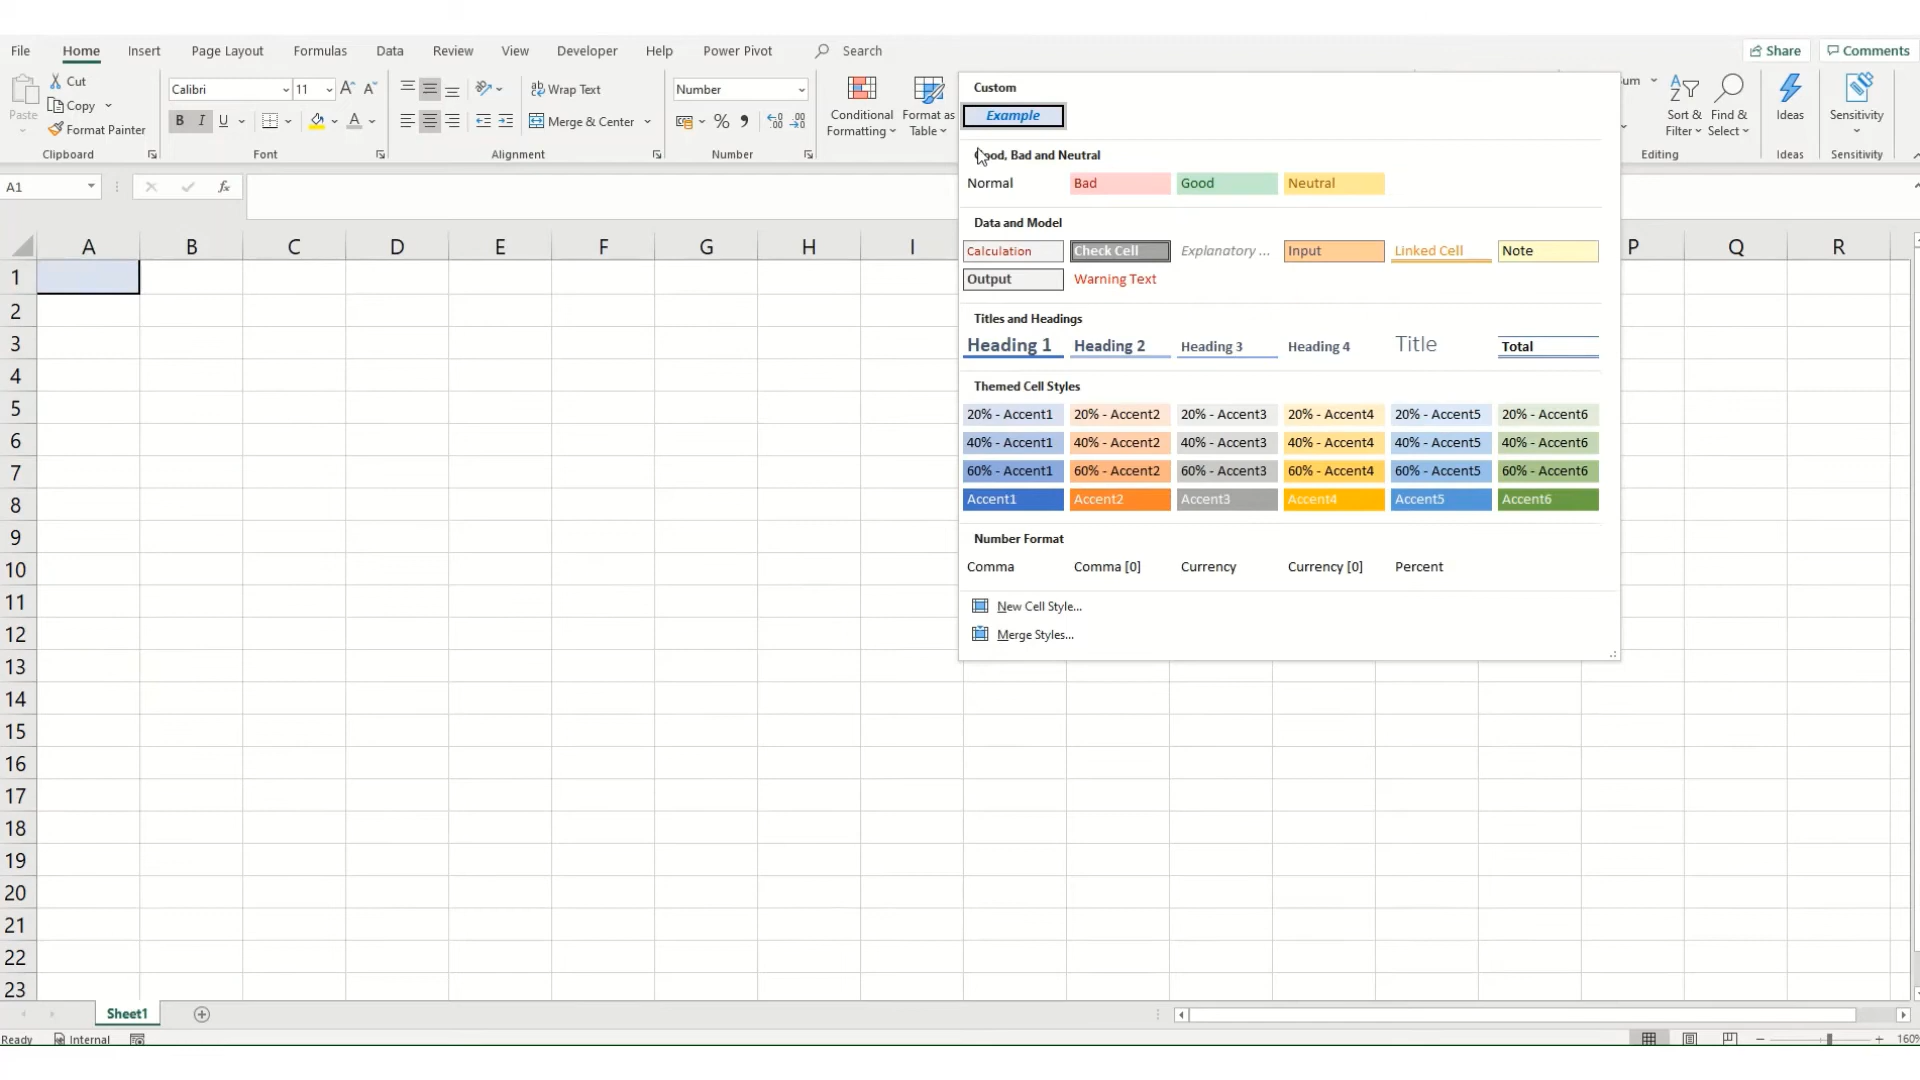 File Home Insert Page Layout Formulas Data Review View Developer Help Power Pivot Search Share Comments
Cut
Copy
Format Painter
Paste
Clipboard
Calibri 11
B I U
Font
Wrap Text
Merge & Center
Alignment
Number
%
Number
Conditional Formatting
Format as Table
um
Sort & Filter
Find & Select
Editing
Ideas
Ideas
Sensitivity
Sensitivity
A1
fx
Custom
Example
Good, Bad and Neutral
Normal Bad Good Neutral
Data and Model
Calculation Check Cell Explanatory ... Input Linked Cell Note
Output Warning Text
Titles and Headings
Heading 1 Heading 2 Heading 3 Heading 4 Title Total
Themed Cell Styles
20% - Accent1 20% - Accent2 20% - Accent3 20% - Accent4 20% - Accent5 20% - Accent6
40% - Accent1 40% - Accent2 40% - Accent3 40% - Accent4 40% - Accent5 40% - Accent6
60% - Accent1 60% - Accent2 60% - Accent3 60% - Accent4 60% - Accent5 60% - Accent6
Accent1 Accent2 Accent3 Accent4 Accent5 Accent6
Number Format
Comma Comma [0] Currency Currency [0] Percent
New Cell Style...
Merge Styles...
A B C D E F G H I P Q R
1
2
3
4
5
6
7
8
9
10
11
12
13
14
15
16
17
18
19
20
21
22
23
Sheet1
Ready Internal 160%